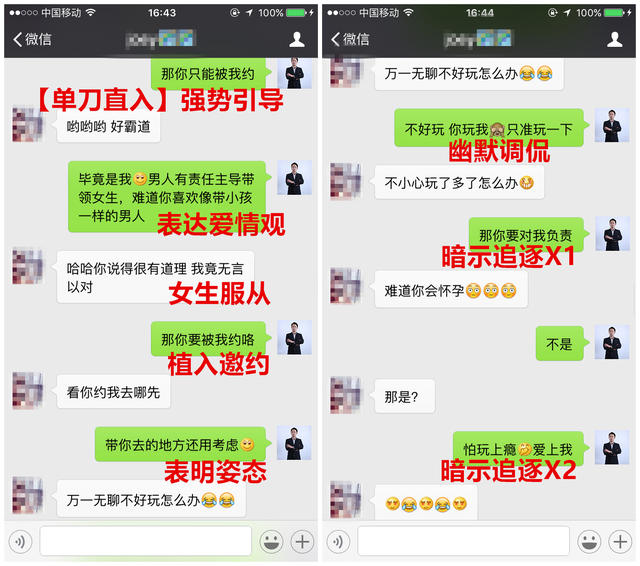 中国移动
16:43
100%
微信
那你只能被我约
【单刀直入】强势引导
哟哟哟 好霸道
毕竟是我😊男人有责任主导带
领女生，难道你喜欢像带小孩
一样的男人
表达爱情观
哈哈你说得很有道理 我竟无言
以对
女生服从
那你要被我约咯
植入邀约
看你约我去哪先
带你去的地方还用考虑😊
表明姿态
万一无聊不好玩怎么办😂😂
中国移动
16:44
100%
微信
万一无聊不好玩怎么办😂😂
不好玩 你玩我🙈只准玩一下
幽默调侃
不小心玩了多了怎么办😁
那你要对我负责
暗示追逐X1
难道你会怀孕😳😳😳
不是
那是?
怕玩上瘾🤣爱上我
暗示追逐X2
😏😂😏😂😏